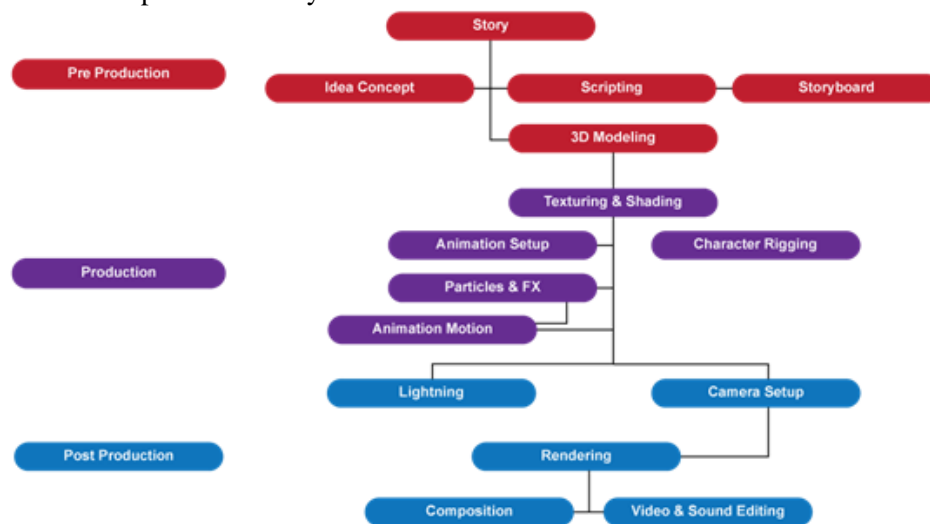 Story
Pre Production
Idea Concept
Scripting
Storyboard
3D Modeling
Texturing & Shading
Animation Setup
Character Rigging
Production
Particles & FX
Animation Motion
Lightning
Camera Setup
Post Production
Rendering
Composition
Video & Sound Editing